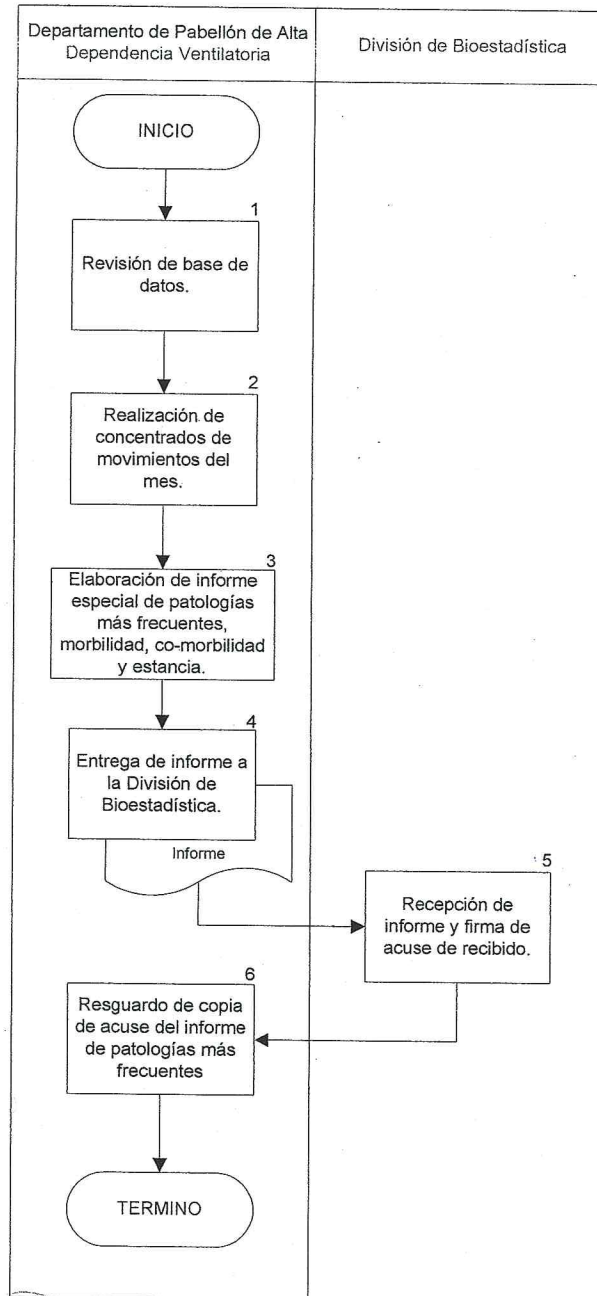 Departamento de Pabellón de Alta
Dependencia Ventilatoria
División de Bioestadística
INICIO
1
Revisión de base de
datos.
2
Realización de
concentrados de
movimientos del
mes.
3
Elaboración de informe
especial de patologías
más frecuentes,
morbilidad, co-morbilidad
y estancia.
4
Entrega de informe a
la División de
Bioestadística.
Informe
5
Recepción de
informe y firma de
acuse de recibido.
6
Resguardo de copia
de acuse del informe
de patologías más
frecuentes
TERMINO